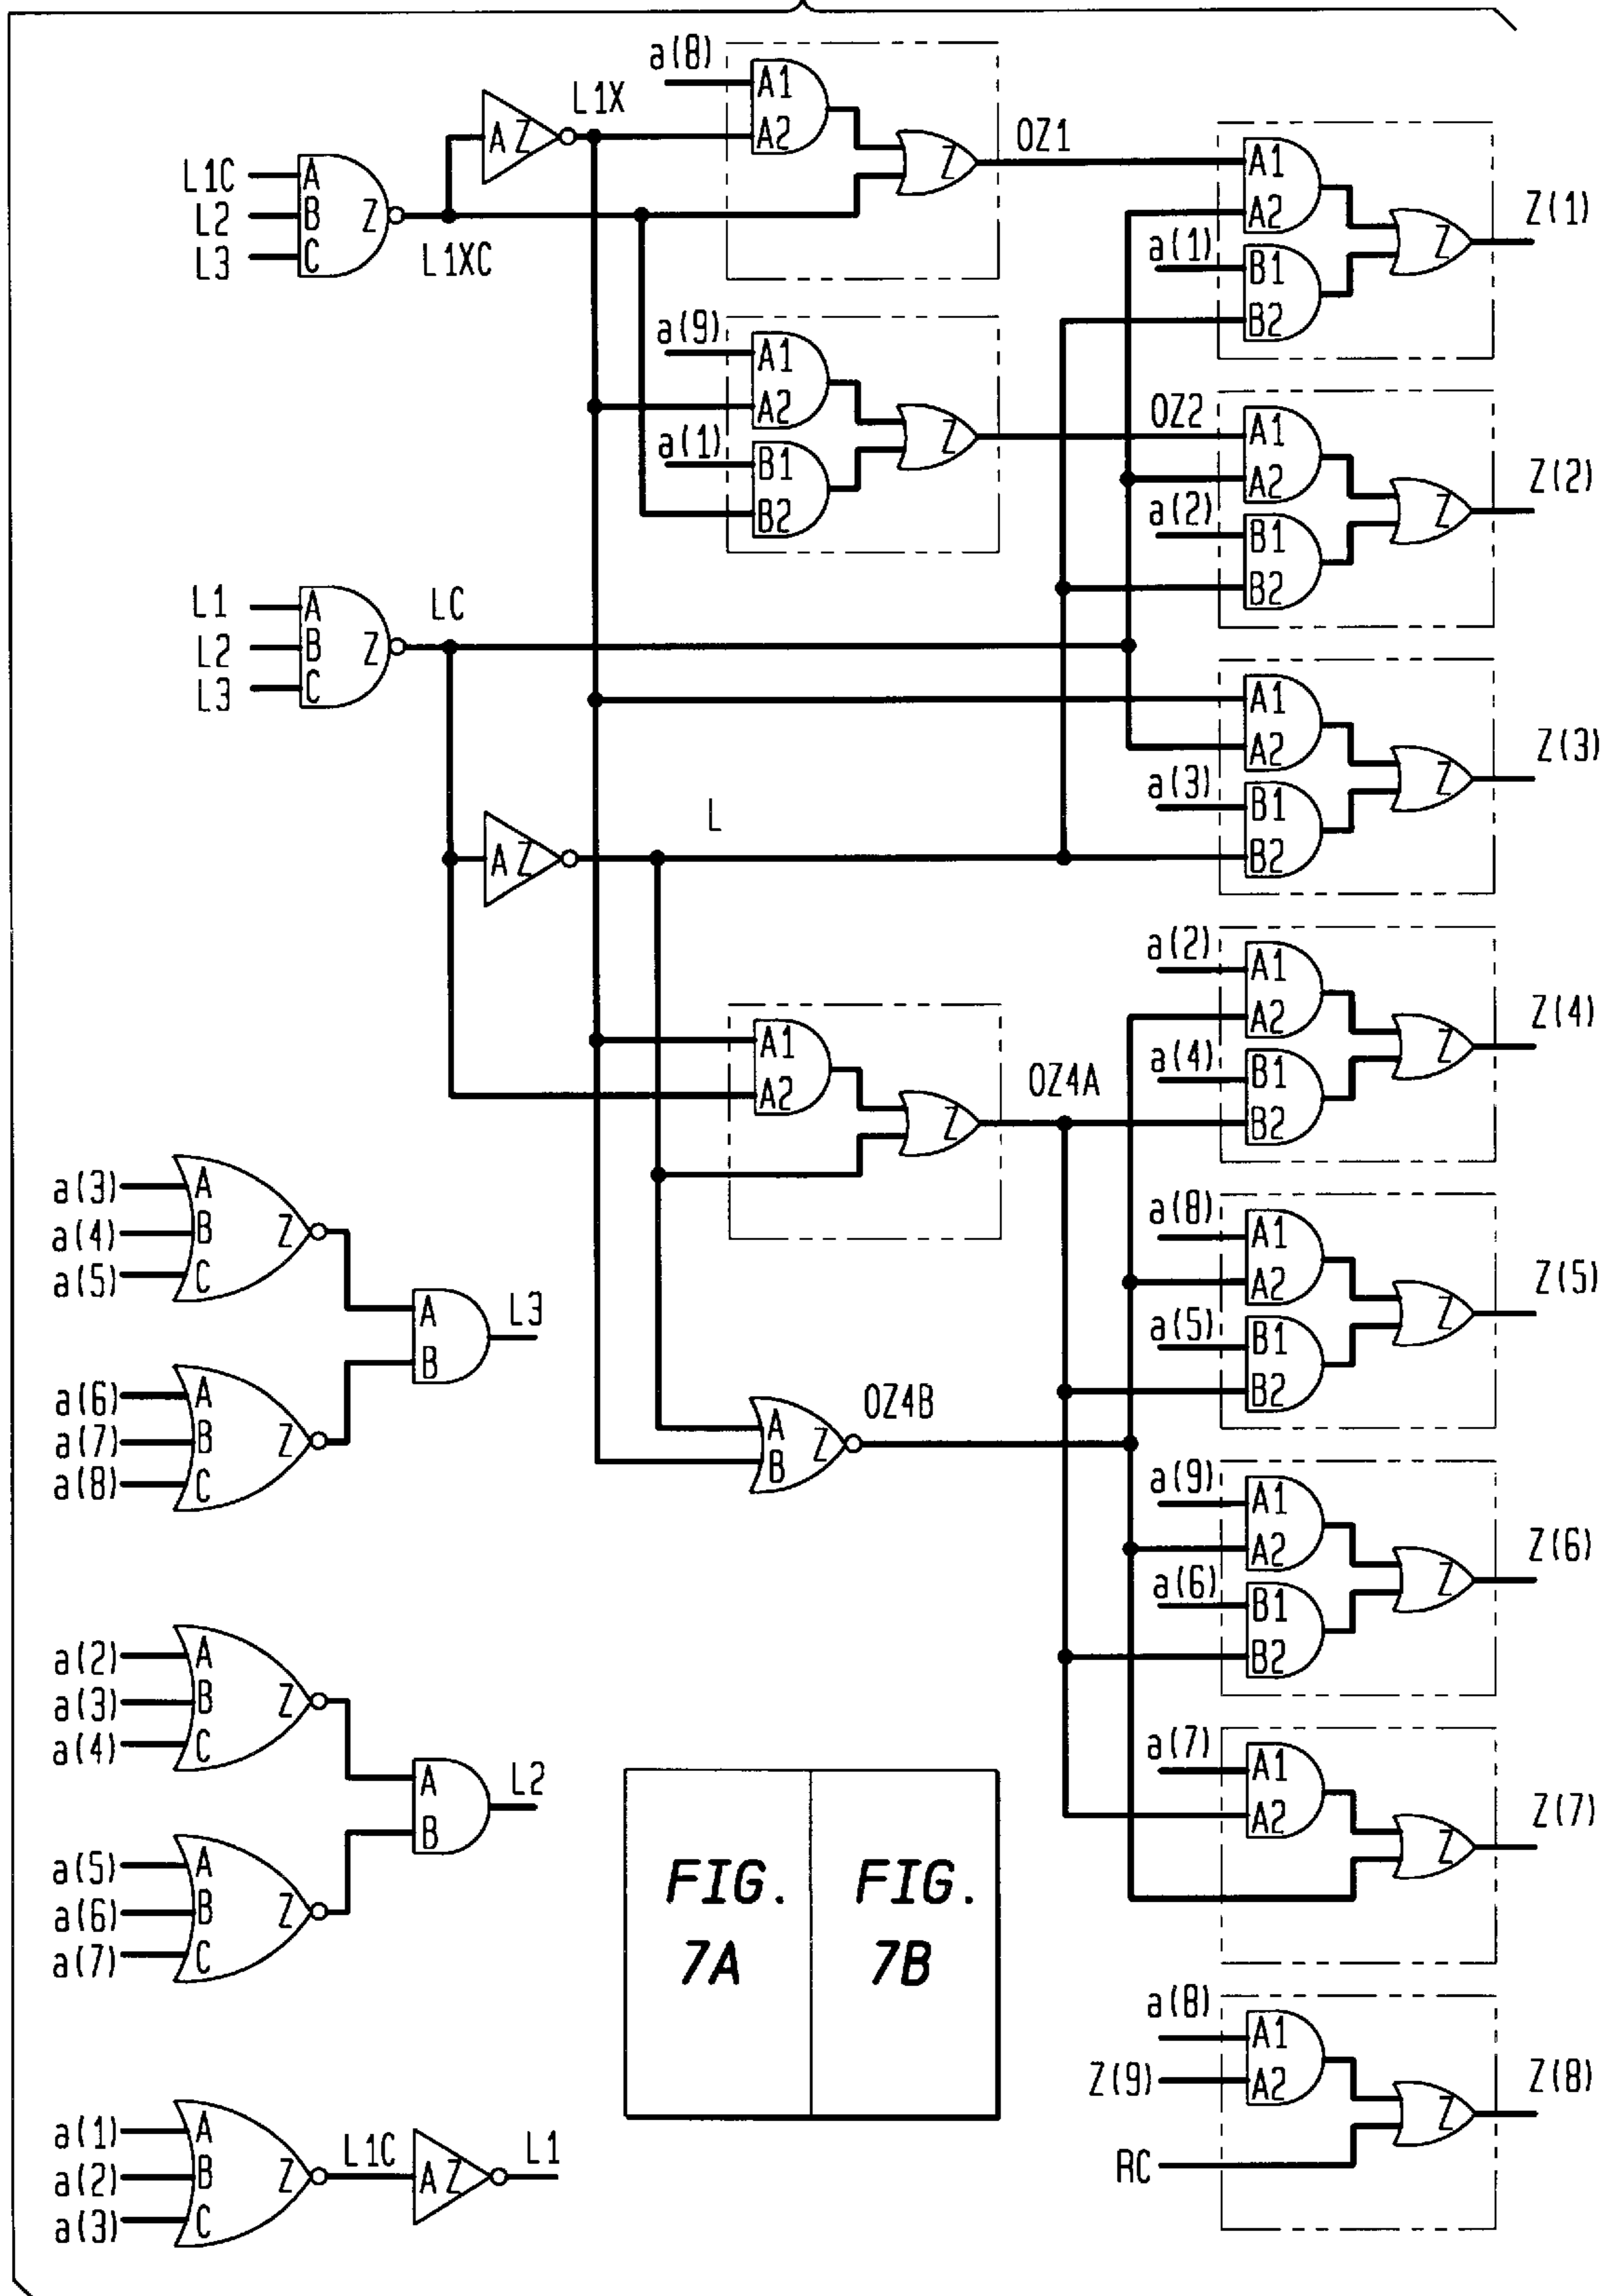 a(8)
A1
A2
L1X
A Z
Z
OZ1
L1C
L2
L3
A
B
C
Z
L1XC
A1
A2
a(1)
B1
B2
Z
Z(1)
a(9)
A1
A2
a(1)
B1
B2
Z
OZ2
A1
A2
a(2)
B1
B2
Z
Z(2)
L1
L2
L3
A
B
C
Z
LC
A1
A2
a(3)
B1
B2
Z
Z(3)
A Z
L
a(2)
A1
A2
a(4)
B1
B2
Z
Z(4)
A1
A2
Z
OZ4A
a(3)
a(4)
a(5)
A
B
C
Z
A
B
L3
a(6)
a(7)
a(8)
A
B
C
Z
a(8)
A1
A2
a(5)
B1
B2
Z
Z(5)
A
B
Z
OZ4B
a(9)
A1
A2
a(6)
B1
B2
Z
Z(6)
a(2)
a(3)
a(4)
A
B
C
Z
A
B
L2
a(5)
a(6)
a(7)
A
B
C
Z
FIG.
7A
FIG.
7B
a(7)
A1
A2
Z
Z(7)
a(8)
Z(9)
A1
A2
RC
Z
Z(8)
a(1)
a(2)
a(3)
A
B
C
Z
L1C
A Z
L1